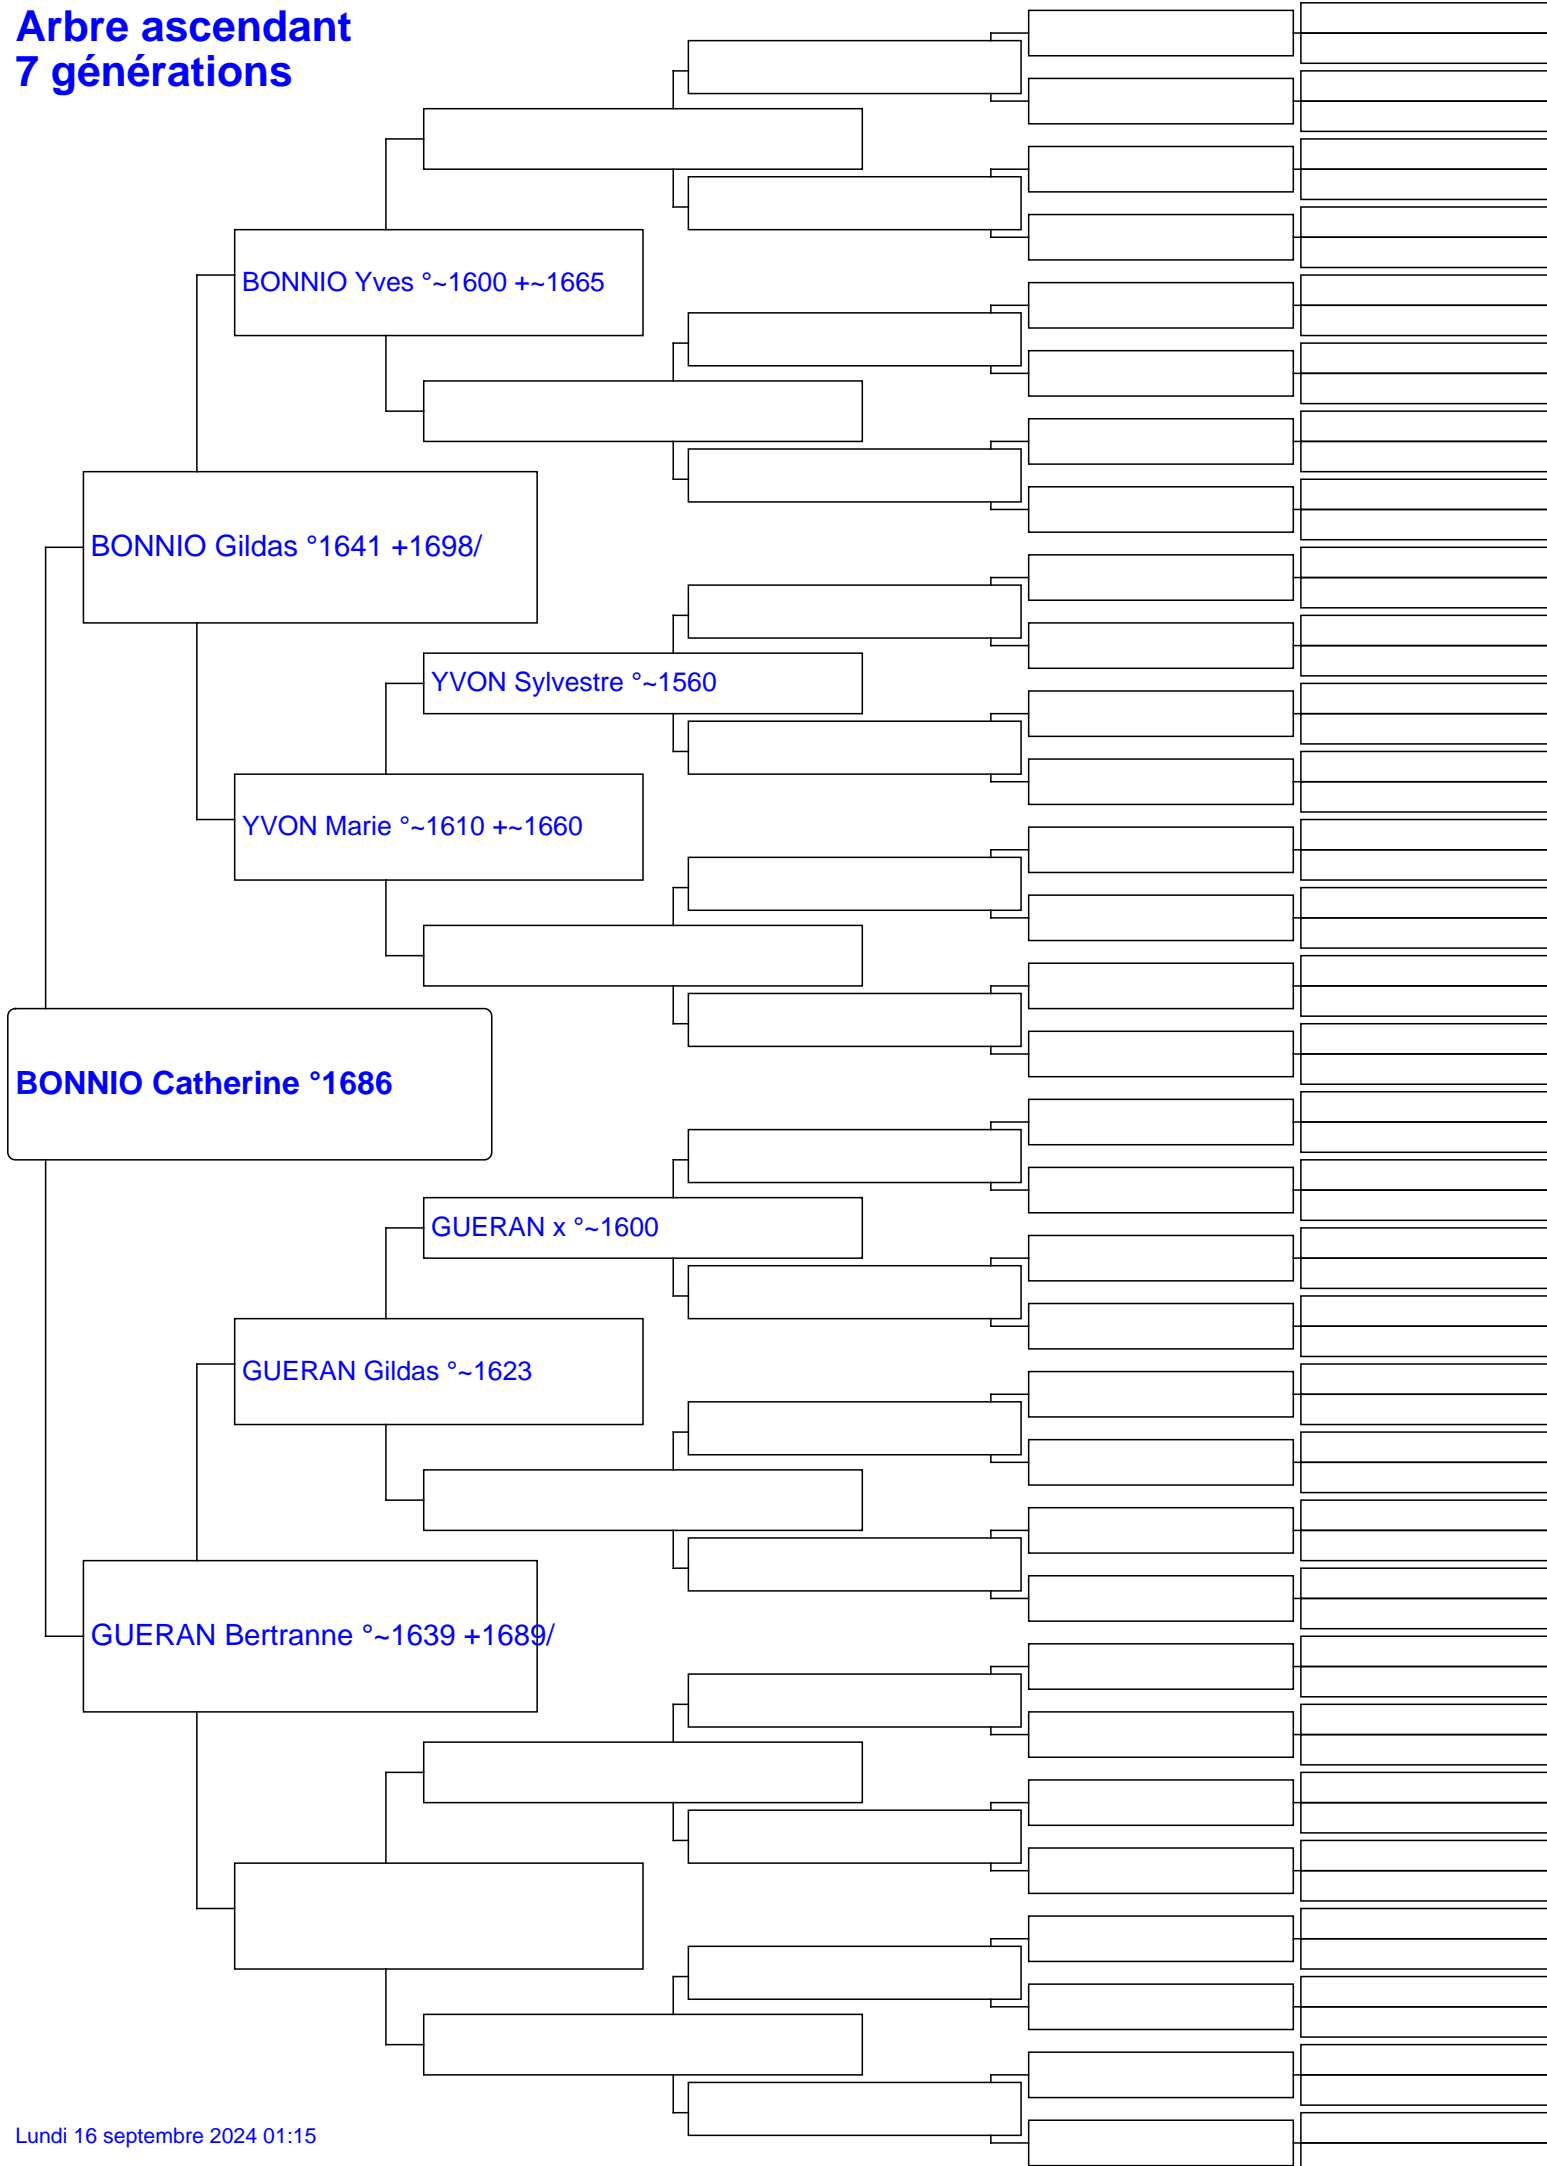 Arbre ascendant
7 générations
BONNIO Yves °~1600 +~1665
BONNIO Gildas °1641 +1698/
YVON Sylvestre °~1560
YVON Marie °~1610 +~1660
BONNIO Catherine °1686
GUERAN x °~1600
GUERAN Gildas °~1623
GUERAN Bertranne °~1639 +1689/
Lundi 16 septembre 2024 01:15